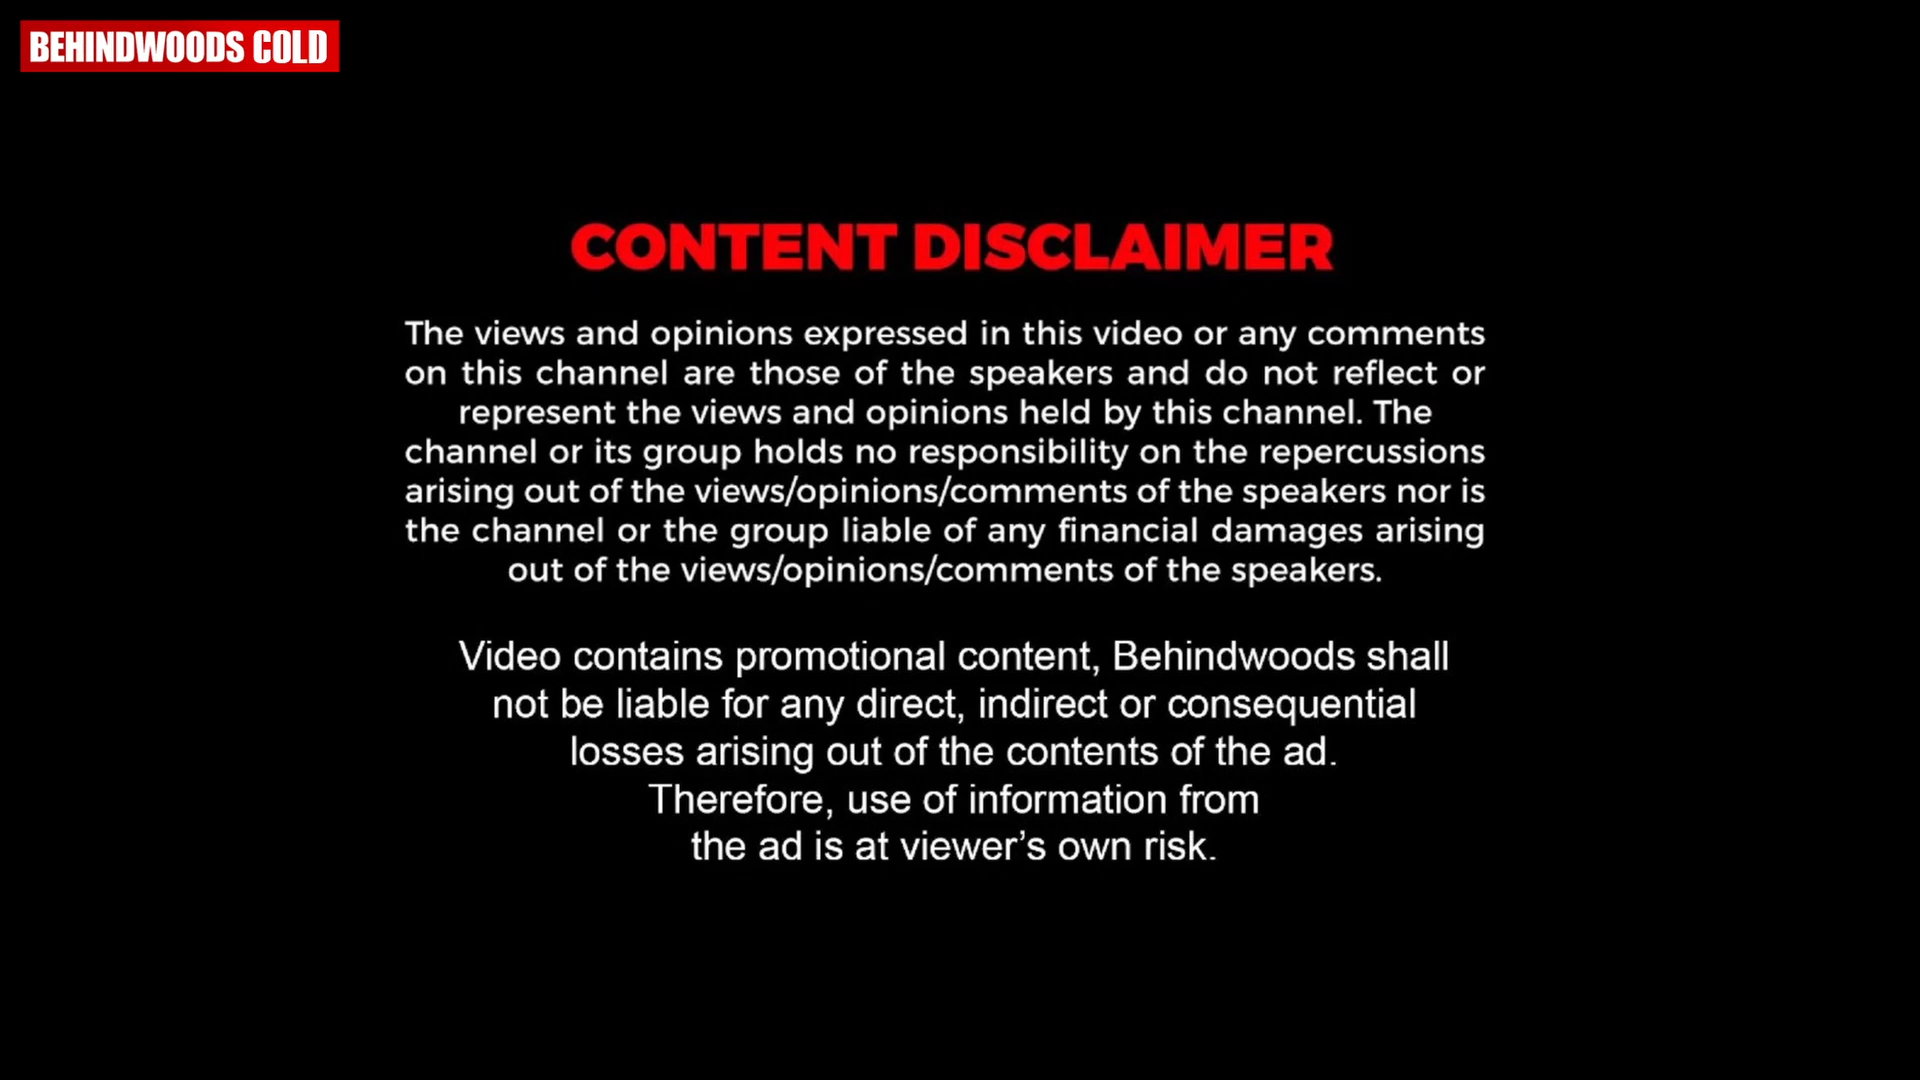 BEHINDWOODS COLD
CONTENT DISCLAIMER
The views and opinions expressed in this video or any comments
on this channel are those of the speakers and do not reflect or
represent the views and opinions held by this channel. The
channel or its group holds no responsibility on the repercussions
arising out of the views/opinions/comments of the speakers nor is
the channel or the group liable of any financial damages arising
out of the views/opinions/comments of the speakers.
Video contains promotional content, Behindwoods shall
not be liable for any direct, indirect or consequential
losses arising out of the contents of the ad.
Therefore, use of information from
the ad is at viewer’s own risk.